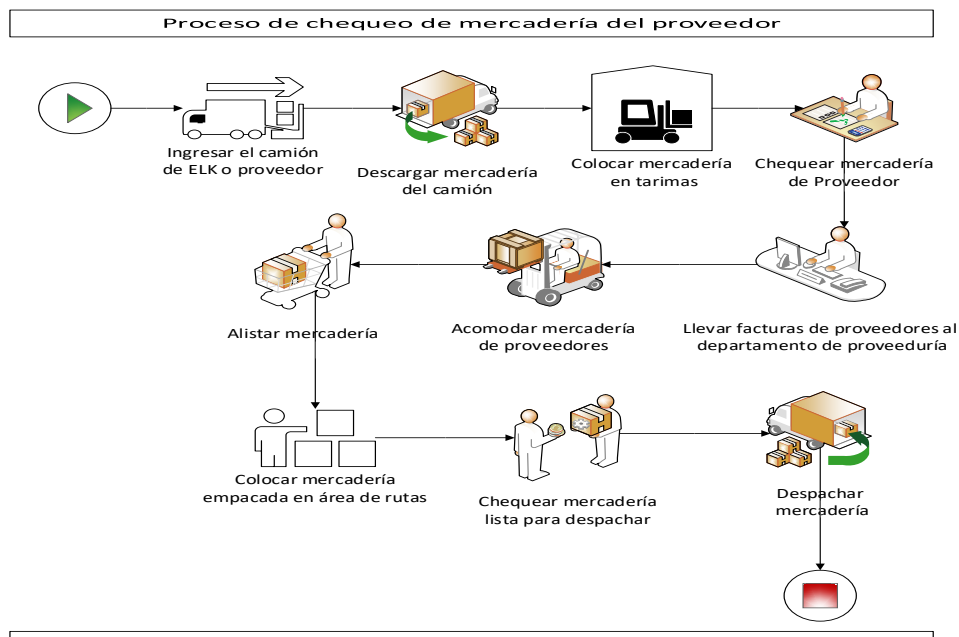 Proceso de chequeo de mercadería del proveedor
Ingresar el camión
de ELK o proveedor
Descargar mercadería
del camión
Colocar mercadería
en tarimas
Chequear mercadería
de Proveedor
Alistar mercadería
Acomodar mercadería
de proveedores
Llevar facturas de proveedores al
departamento de proveeduría
Colocar mercadería
empacada en área de rutas
Chequear mercadería
lista para despachar
Despachar
mercadería